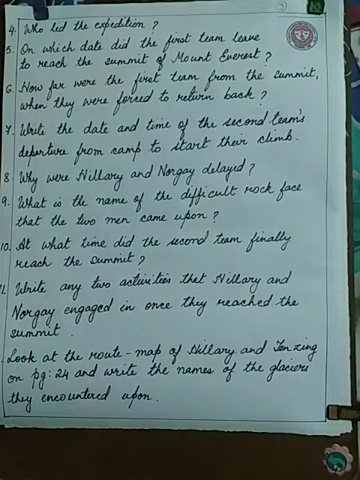 4. Who led the expedition?
5. On which date did the first team leave
to reach the summit of Mount Everest?
6. How far were the first team from the summit,
when they were forced to return back?
7. Write the date and time of the second team's
departure from camp to start their climb.
8. Why were Hillary and Norgay delayed?
9. What is the name of the difficult rock face
that the two men came upon?
10. At what time did the second team finally
reach the summit?
11. Write any two activities that Hillary and
Norgay engaged in once they reached the
summit.
Look at the route-map of Hillary and Tenzing
on pg: 24 and write the names of the glaciers
they encountered upon.